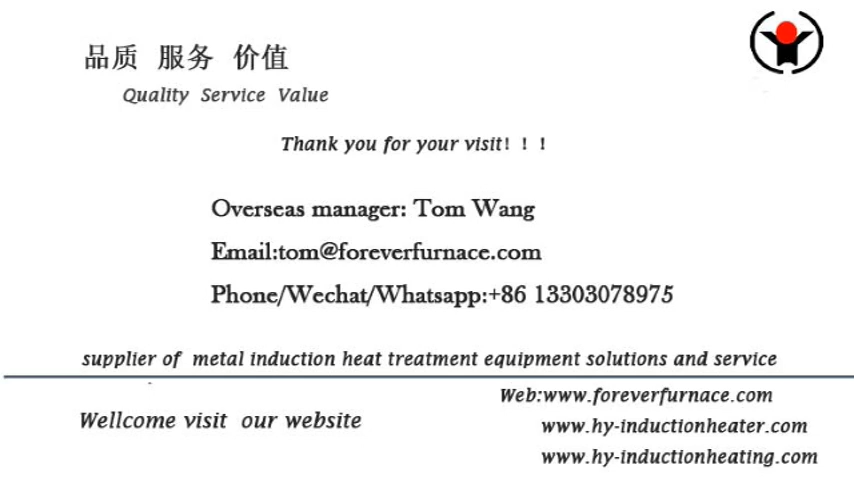 品质 服务 价值
Quality Service Value
Thank you for your visit！！！
Overseas manager: Tom Wang
Email:tom@foreverfurnace.com
Phone/Wechat/Whatsapp:+86 13303078975
supplier of metal induction heat treatment equipment solutions and service
Wellcome visit our website
Web:www.foreverfurnace.com
www.hy-inductionheater.com
www.hy-inductionheating.com